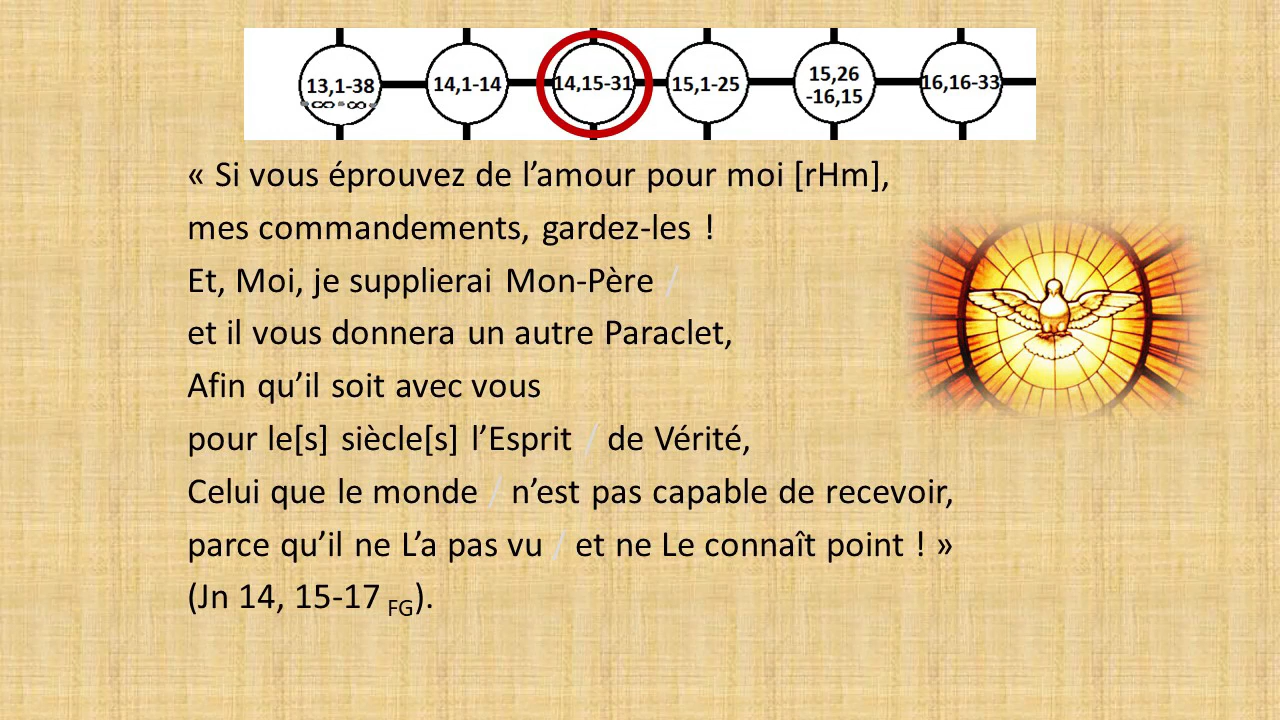 13,1-38 14,1-14 14,15-31 15,1-25 15,26 -16,15 16,16-33
« Si vous éprouvez de l’amour pour moi [rHm],
mes commandements, gardez-les !
Et, Moi, je supplierai Mon-Père /
et il vous donnera un autre Paraclet,
Afin qu’il soit avec vous
pour le[s] siècle[s] l’Esprit / de Vérité,
Celui que le monde / n’est pas capable de recevoir,
parce qu’il ne L’a pas vu / et ne Le connaît point ! »
(Jn 14, 15-17 FG).